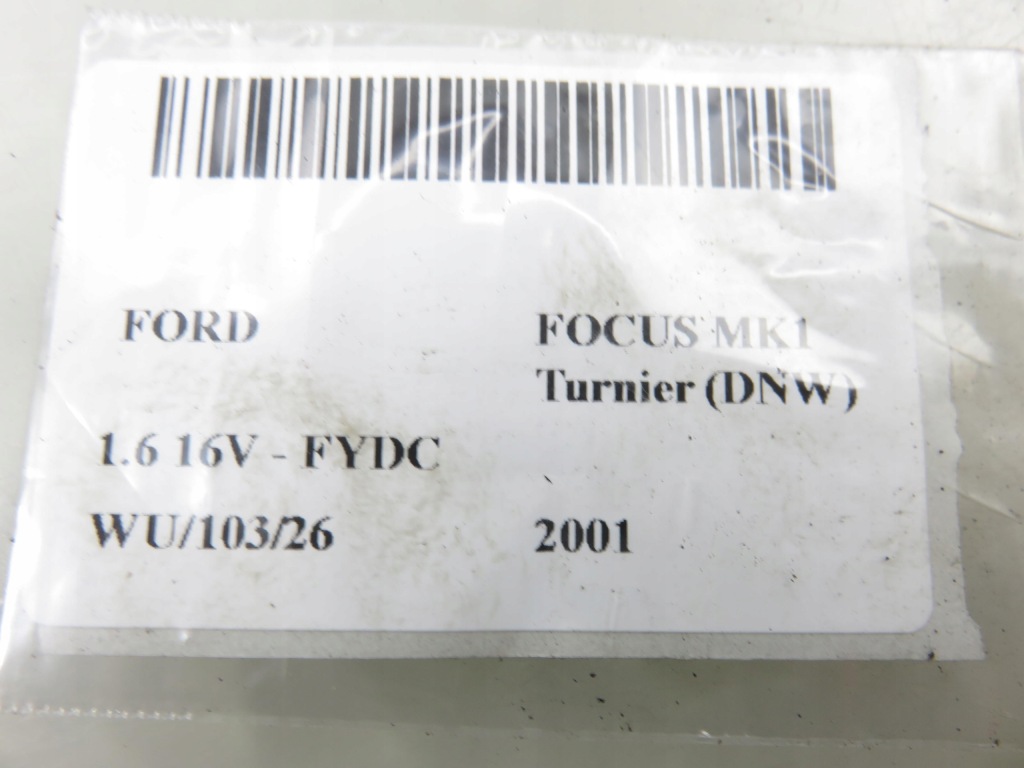 FORD
FOCUS MK1
Turnier (DNW)
1.6 16V - FYDC
WU/103/26
2001